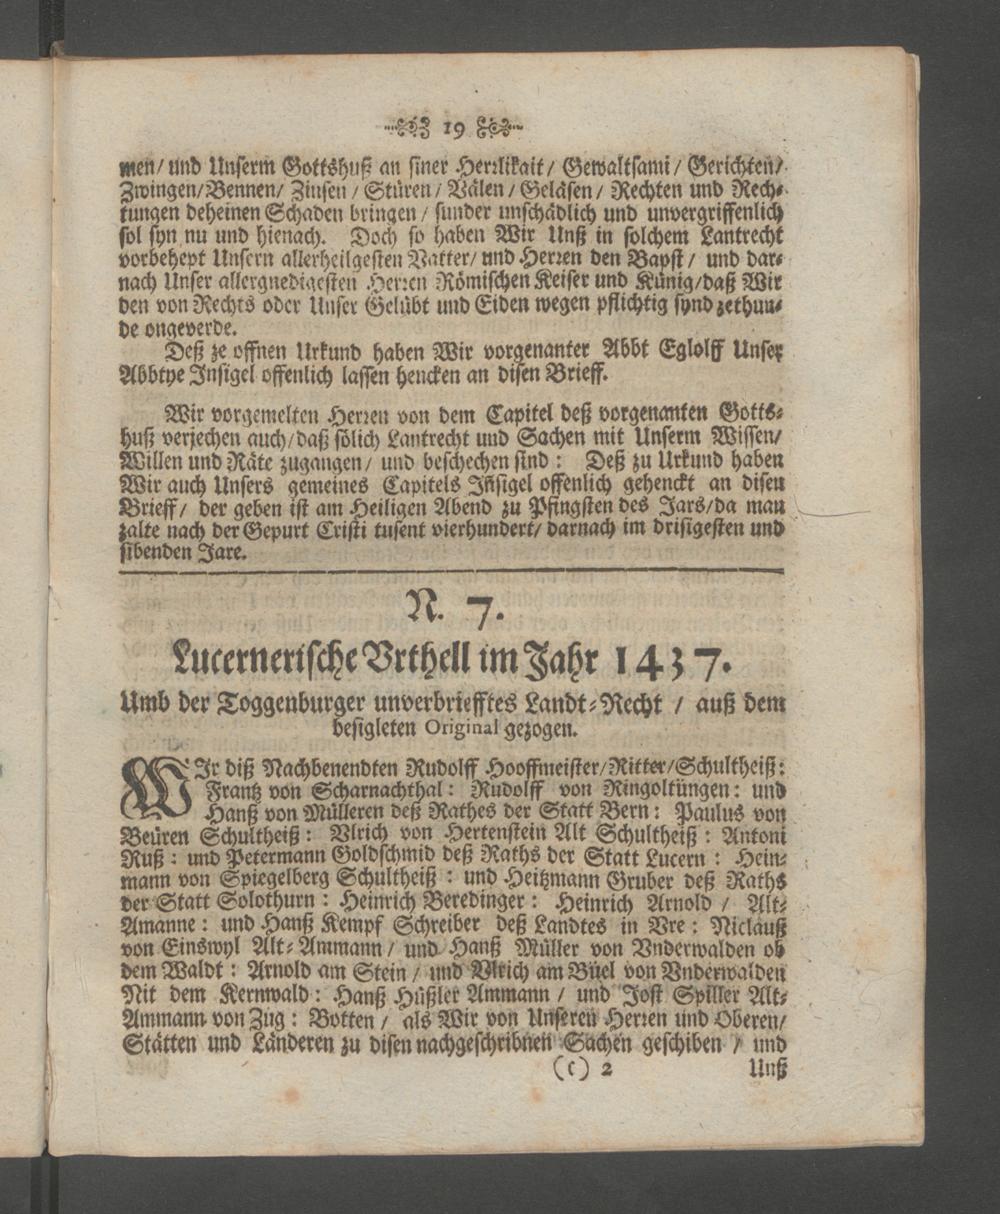 19
men/ und Unserm Gottshuß an siner Herrlikait/ Gewaltsami/ Gerichten/
Zwingen/Bennen/ Zinsen/ Stüren/ Välen/ Geläsen/ Rechten und Rech⸗
tungen deheinen Schaden bringen/ sunder unschädlich und unvergriffenlich
sol syn nu und hienach. Doch so haben Wir Unß in solchem Lantrecht
vorbehept Unsern allerheilgesten Vatter/ und Herren den Bapst/ und dar⸗
nach Unser allergnedigesten Herren Römischen Keiser und Künig/daß Wir
den von Rechts oder Unser Gelübt und Eiden wegen pflichtig synd zethun⸗
de ongeverde.
Deß ze offnen Urkund haben Wir vorgenanter Abbt Eglolff Unser
Abbtye Insigel offenlich lassen hencken an disen Brieff.
Wir vorgemelten Herren von dem Capitel deß vorgenanten Gotts⸗
huß verjechen auch/daß sölich Lantrecht und Sachen mit Unserm Wissen/
Willen und Räte zugangen/ und beschechen sind: Deß zu Urkund haben
Wir auch Unsers gemeines Capitels Insigel offenlich gehenckt an disen
Brieff/ der geben ist am Heiligen Abend zu Pfingsten des Jars/da man
zalte nach der Gepurt Cristi tusent vierhundert/ darnach im drisigesten und
sibenden Jare.
N. 7.
Lucernerische Vrthell im Jahr 1437.
Umb der Toggenburger unverbriefftes Landt⸗Recht / auß dem
besigleten Original gezogen.
WJr diß Nachbenendten Rudolff Hooffmeister/Ritter/Schultheiß:
Frantz von Scharnachthal: Rudolff von Ringoltüngen: und
Hanß von Mülleren deß Rathes der Statt Bern: Paulus von
Beüren Schultheiß: Vlrich von Hertenstein Alt Schultheiß: Antoni
Ruß: und Petermann Goldschmid deß Raths der Statt Lucern: Hein⸗
mann von Spiegelberg Schultheiß: und Heitzmann Gruber deß Raths
der Statt Solothurn: Heinrich Beredinger: Heinrich Arnold / Alt⸗
Amanne: und Hanß Kempf Schreiber deß Landtes in Vre: Niclauß
von Einswyl Alt⸗Ammann/ und Hanß Müller von Vnderwalden ob
dem Waldt: Arnold am Stein/ und Vlrich am Büel von Vnderwalden
Nit dem Kernwald: Hanß Hüßler Ammann / und Jost Spiller Alt⸗
Ammann von Zug: Botten/ als Wir von Unseren Herren und Oberen/
Stätten und Länderen zu disen nachgeschribnen Sachen geschiben / und
(c) 2 Unß